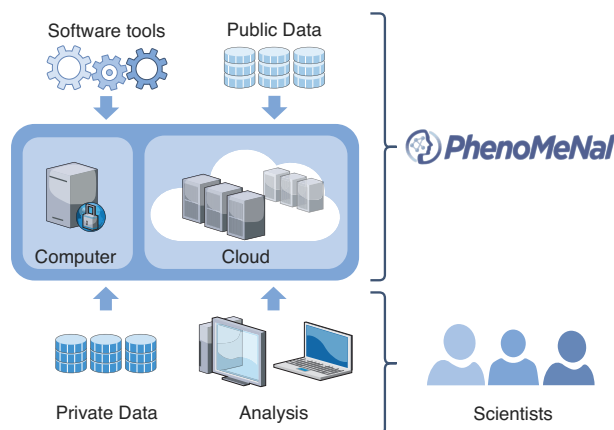 Software tools
Public Data
PhenoMeNal
Computer
Cloud
Private Data
Analysis
Scientists